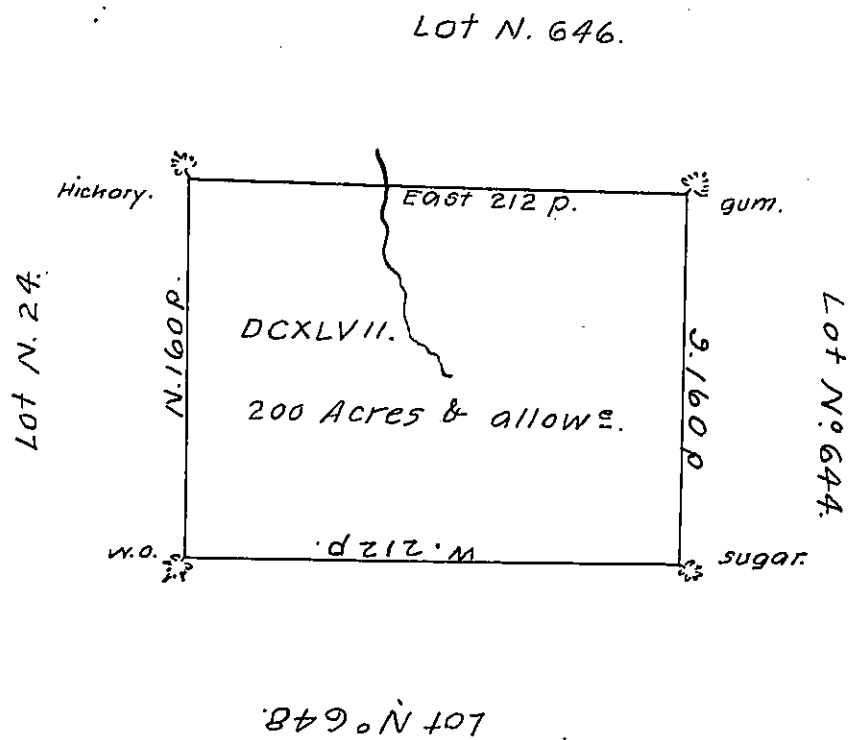 Lot N. 646.
Hickory.
East 212 p.
gum.
Lot N. 24.
N. 160 p.
DCXLVII.
200 Acres & allowe.
S. 160 p
Lot No. 644.
w.o.
W. 212 p.
sugar.
Lot No 648.